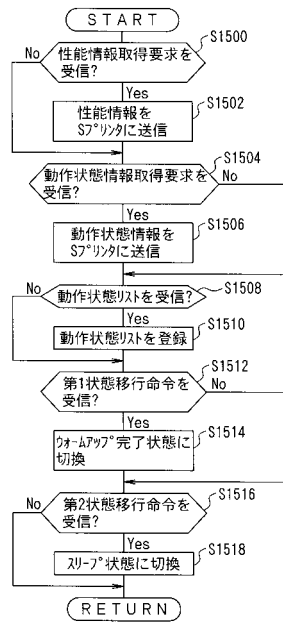 START
S1500
性能情報取得要求を
受信?
No
Yes
S1502
性能情報を
Sプリンタに送信
S1504
動作状態情報取得要求を
受信?
No
Yes
S1506
動作状態情報を
Sプリンタに送信
S1508
No
動作状態リストを受信?
Yes
S1510
動作状態リストを登録
S1512
第1状態移行命令を
受信?
No
Yes
S1514
ウォームアップ完了状態に
切換
S1516
No
第2状態移行命令を
受信?
Yes
S1518
スリープ状態に切換
RETURN